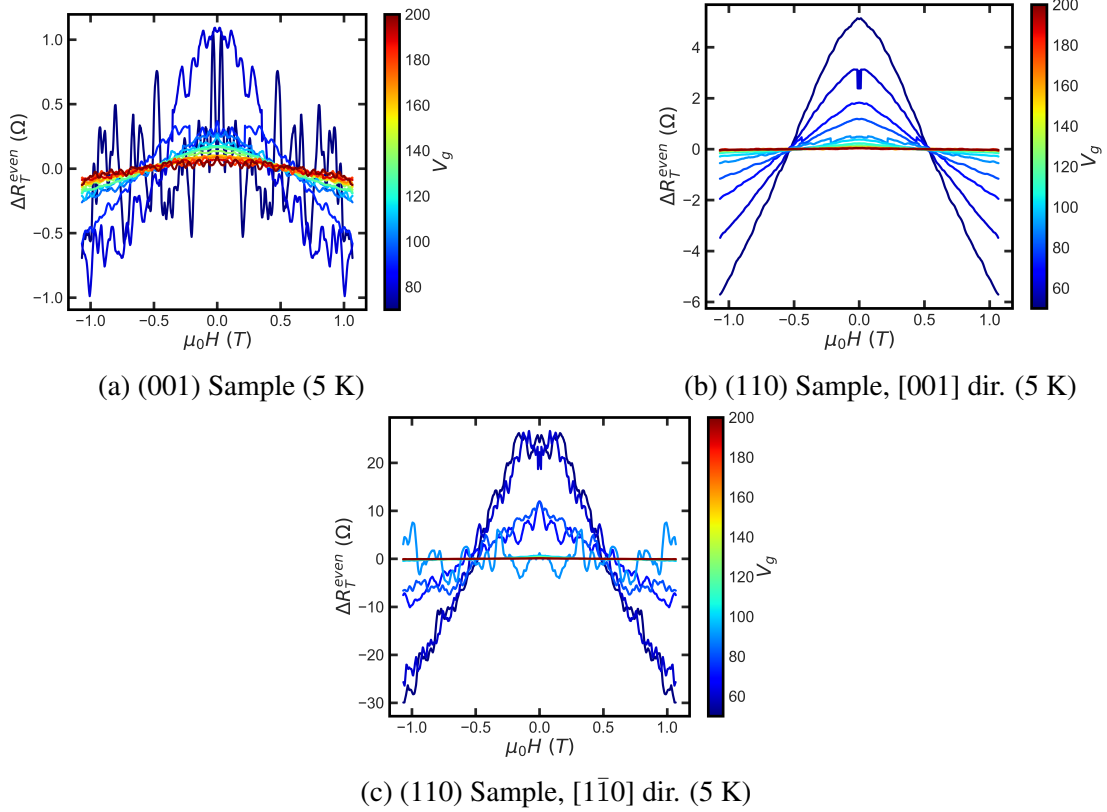 1.0
0.5
0.0
−0.5
−1.0
ΔR_T^{even} (Ω)
−1.0 −0.5 0.0 0.5 1.0
μ₀H (T)
200
180
160
140
120
100
80
V_g
(a) (001) Sample (5 K)
4
2
0
−2
−4
−6
ΔR_T^{even} (Ω)
−1.0 −0.5 0.0 0.5 1.0
μ₀H (T)
200
180
160
140
120
100
80
60
V_g
(b) (110) Sample, [001] dir. (5 K)
20
10
0
−10
−20
−30
ΔR_T^{even} (Ω)
−1.0 −0.5 0.0 0.5 1.0
μ₀H (T)
200
180
160
140
120
100
80
60
V_g
(c) (110) Sample, [11̄0] dir. (5 K)